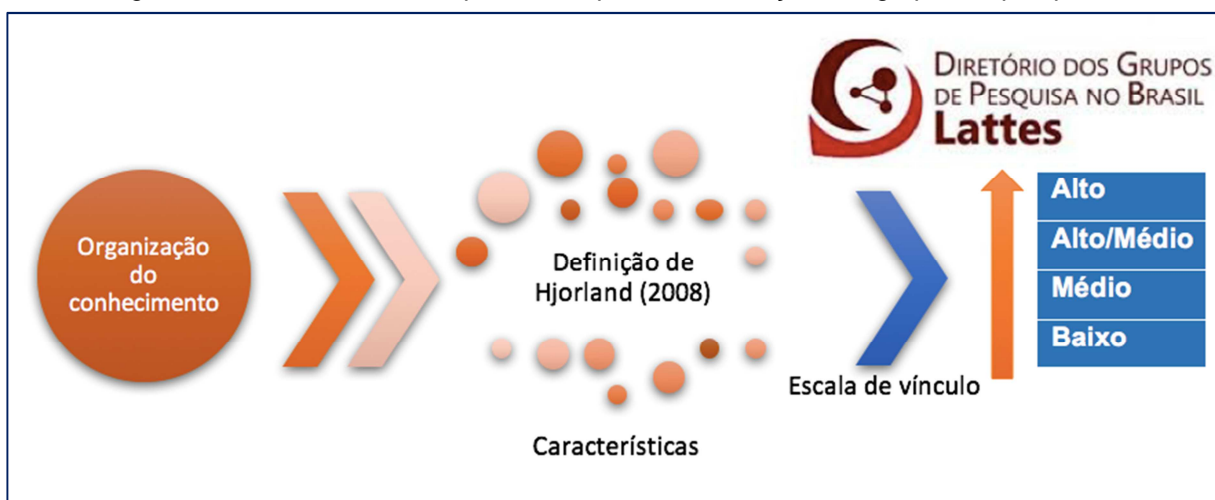 DIRETÓRIO DOS GRUPOS
DE PESQUISA NO BRASIL
Lattes
Organização
do
conhecimento
Definição de
Hjorland (2008)
Características
Escala de vínculo
Alto
Alto/Médio
Médio
Baixo